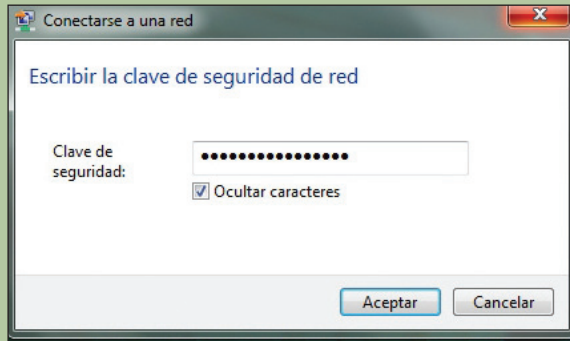 Conectarse a una red
Escribir la clave de seguridad de red
Clave de
seguridad:
••••••••••••••••
Ocultar caracteres
Aceptar
Cancelar